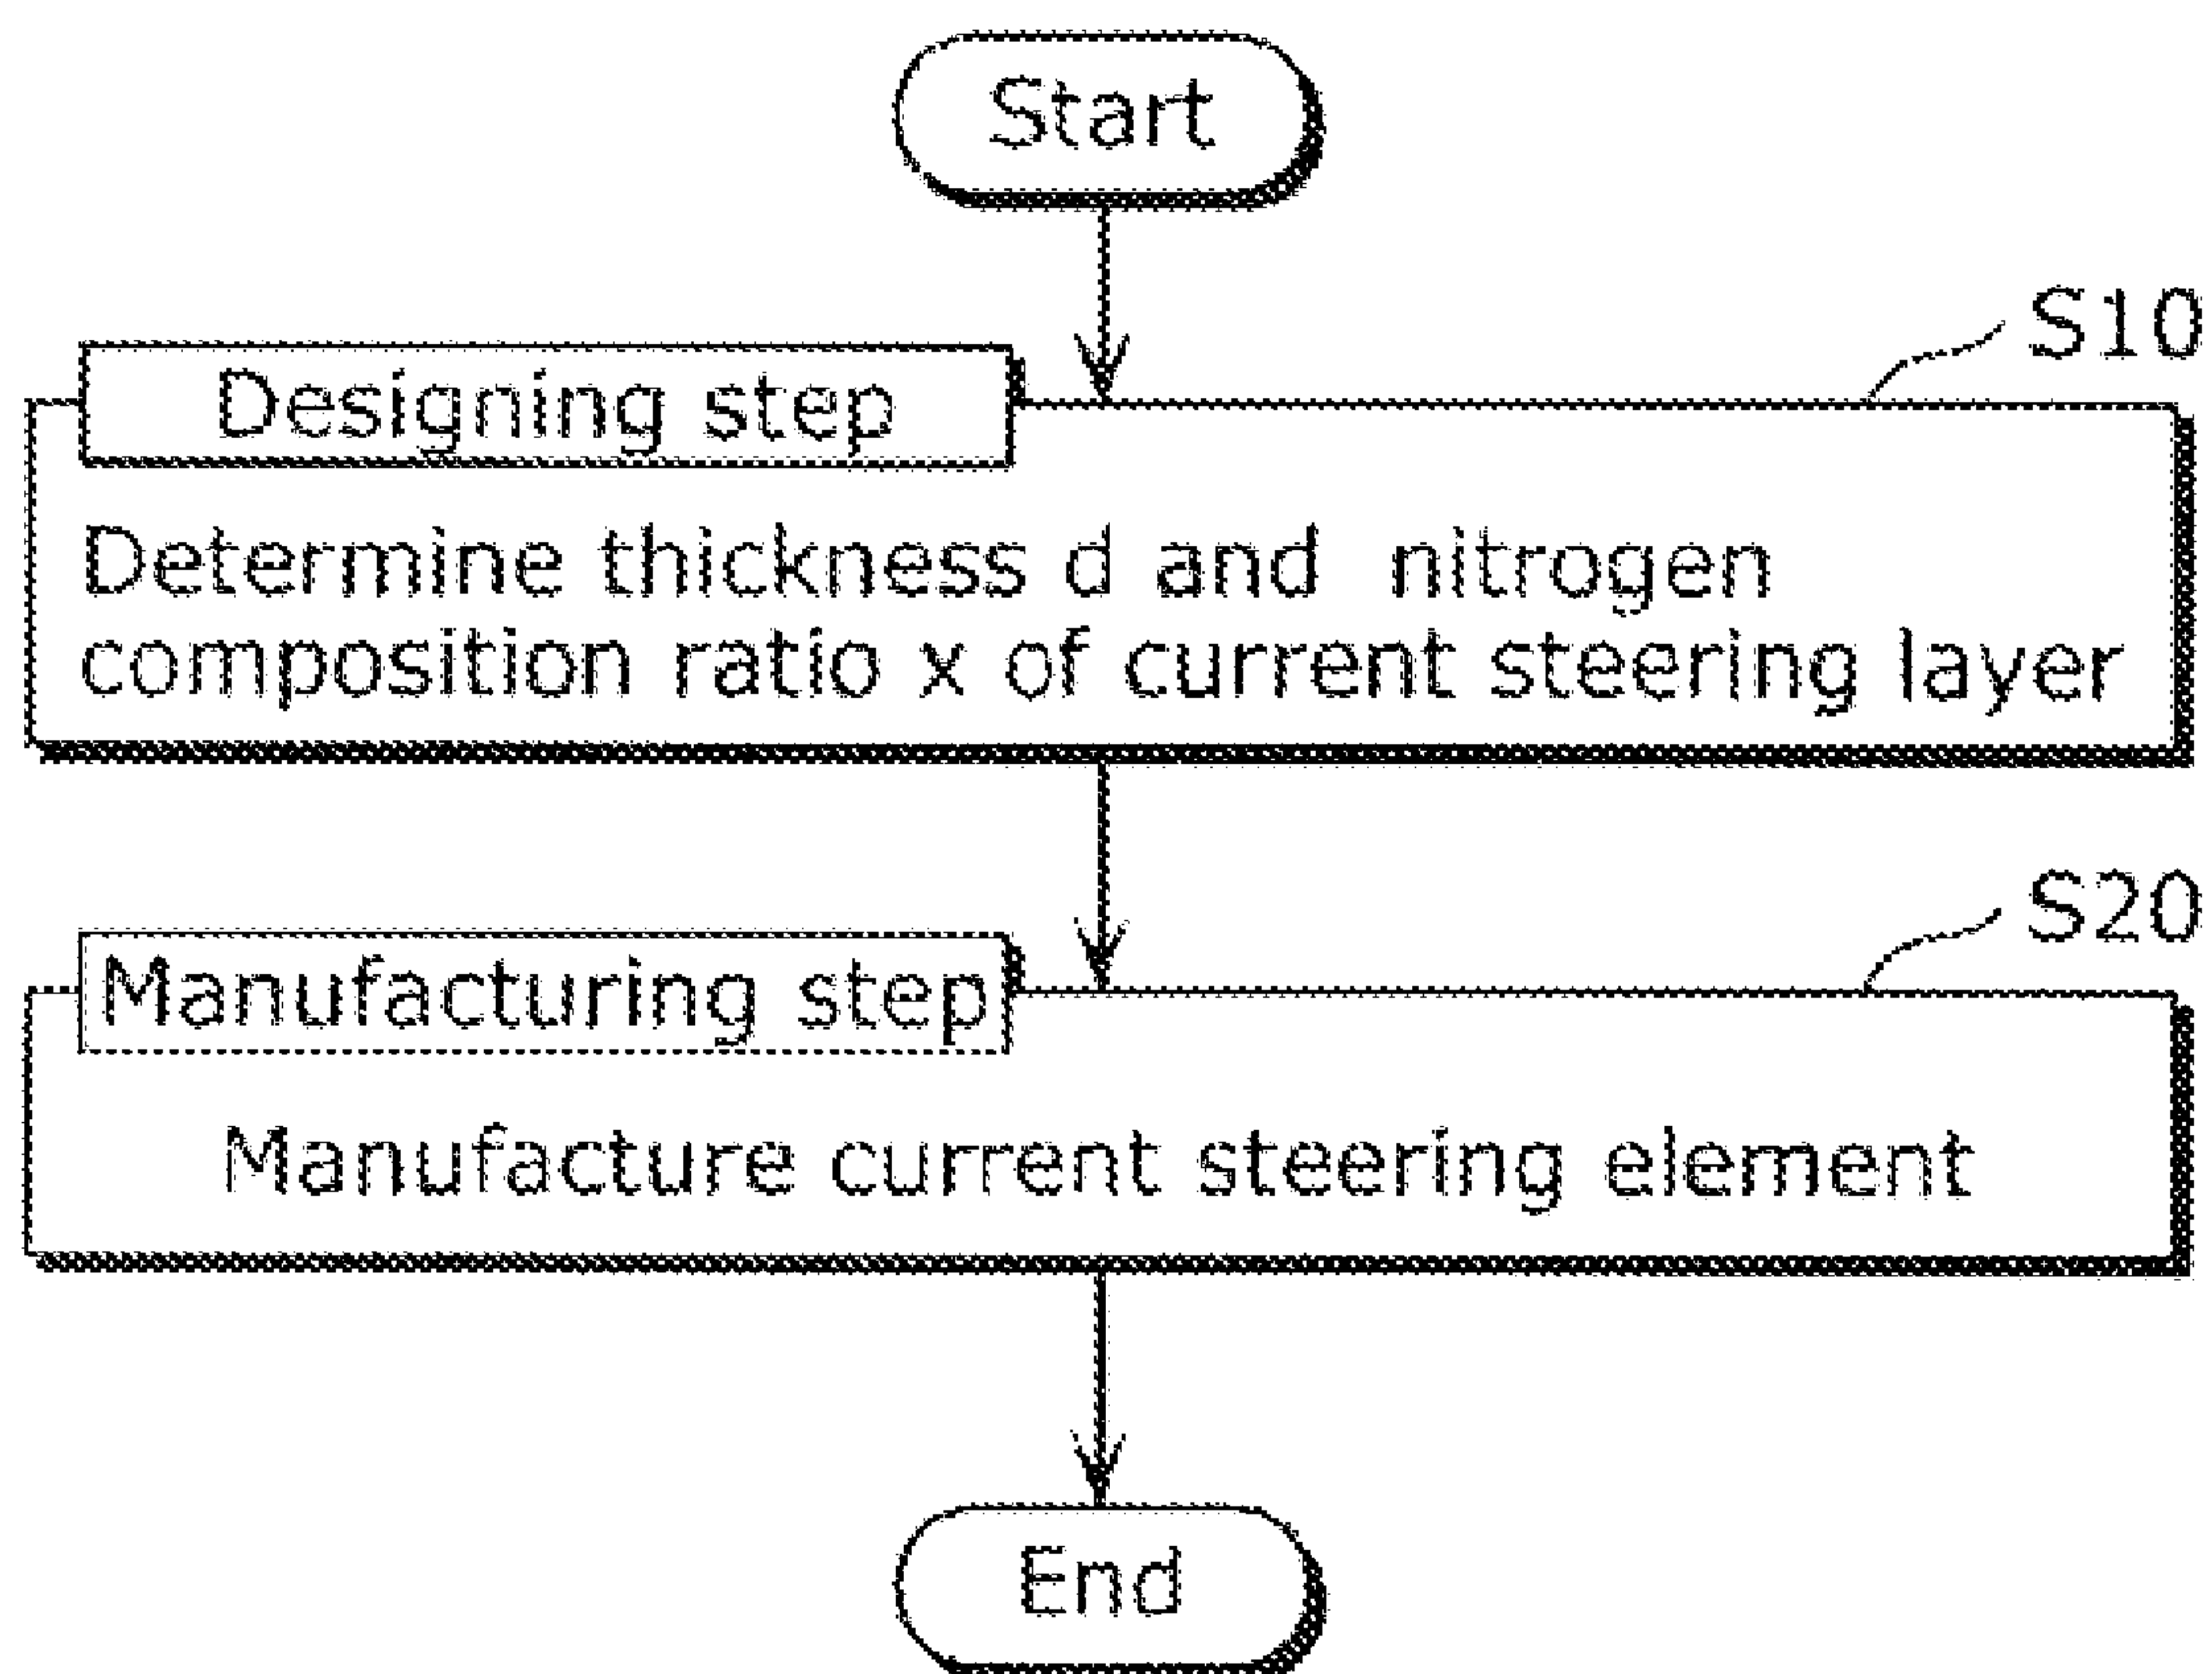 Start
S10
Designing step
Determine thickness d and nitrogen
composition ratio x of current steering layer
S20
Manufacturing step
Manufacture current steering element
End